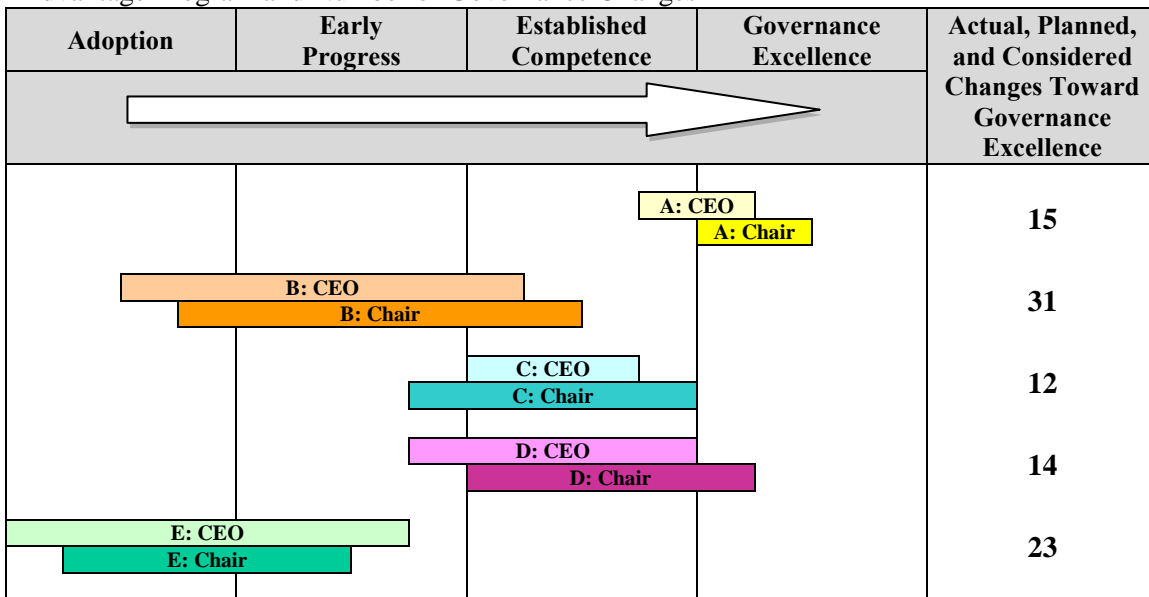 Adoption
Early
Progress
Established
Competence
Governance
Excellence
Actual, Planned,
and Considered
Changes Toward
Governance
Excellence
A: CEO
A: Chair
15
B: CEO
B: Chair
31
C: CEO
C: Chair
12
D: CEO
D: Chair
14
E: CEO
E: Chair
23